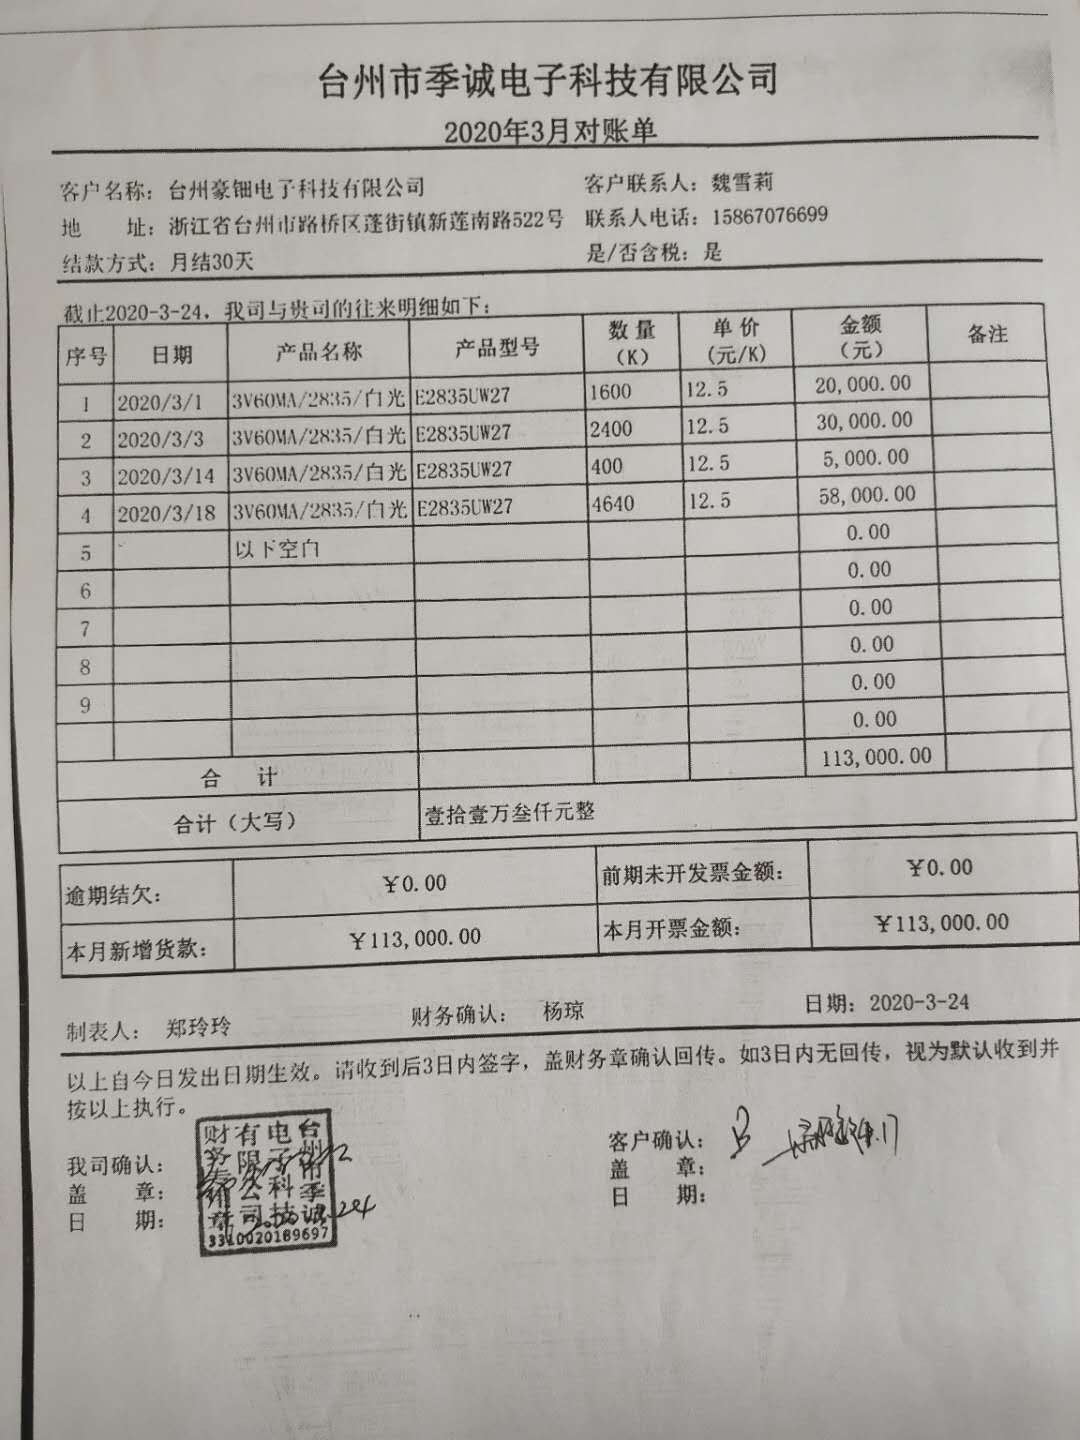 台州市季诚电子科技有限公司
2020年3月对账单
客户名称：台州豪钿电子科技有限公司 客户联系人：魏雪莉
地 址：浙江省台州市路桥区蓬街镇新莲南路522号 联系人电话：15867076699
结款方式：月结30天 是/否含税：是
截止2020-3-24，我司与贵司的往来明细如下：
序号 日期 产品名称 产品型号 数量（K） 单价（元/K） 金额（元） 备注
1 2020/3/1 3V60MA/2835/白光 E2835UW27 1600 12.5 20,000.00
2 2020/3/3 3V60MA/2835/白光 E2835UW27 2400 12.5 30,000.00
3 2020/3/14 3V60MA/2835/白光 E2835UW27 400 12.5 5,000.00
4 2020/3/18 3V60MA/2835/白光 E2835UW27 4640 12.5 58,000.00
5 以下空白 0.00
6 0.00
7 0.00
8 0.00
9 0.00
0.00
合 计 113,000.00
合计（大写） 壹拾壹万叁仟元整
逾期结欠： ￥0.00 前期未开发票金额： ￥0.00
本月新增货款： ￥113,000.00 本月开票金额： ￥113,000.00
制表人： 郑玲玲 财务确认： 杨琼 日期：2020-3-24
以上自今日发出日期生效。请收到后3日内签字，盖财务章确认回传。如3日内无回传，视为默认收到并
按以上执行。
我司确认： 客户确认：
盖 章： 盖 章：
日 期： 日 期：
台州市季诚电子科技有限公司财务专用章
3310020189697